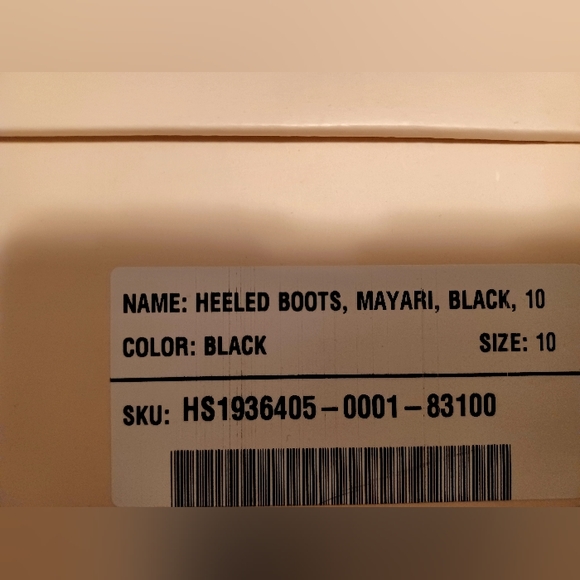 NAME: HEELED BOOTS, MAYARI, BLACK, 10
COLOR: BLACK SIZE: 10
SKU: HS1936405-0001-83100